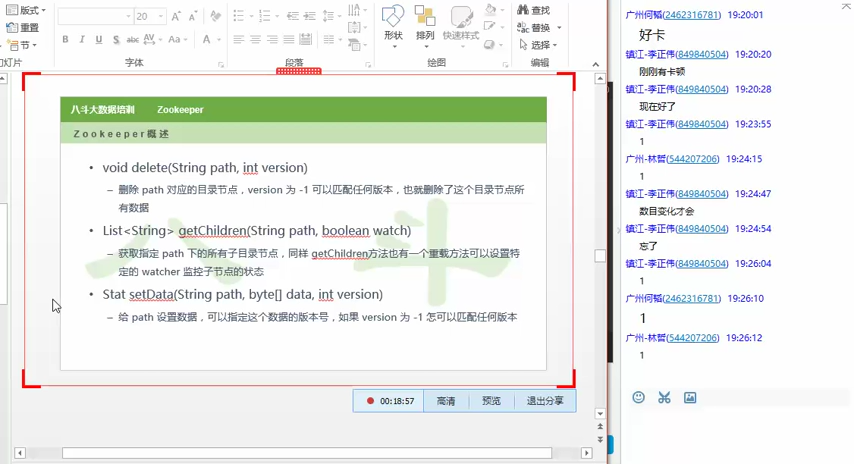 版式
重置
节
幻灯片
20
B I U S abc AV Aa A
字体
段落
形状
排列
快速样式
绘图
查找
替换
选择
编辑
八斗大数据培训 Zookeeper
Zookeeper概述
• void delete(String path, int version)
– 删除 path 对应的目录节点，version 为 -1 可以匹配任何版本，也就删除了这个目录节点所
有数据
• List<String> getChildren(String path, boolean watch)
– 获取指定 path 下的所有子目录节点，同样 getChildren方法也有一个重载方法可以设置特
定的 watcher 监控子节点的状态
• Stat setData(String path, byte[] data, int version)
– 给 path 设置数据，可以指定这个数据的版本号，如果 version 为 -1 怎可以匹配任何版本
八斗
00:18:57 高清 预览 退出分享
广州何韬(2462316781) 19:20:01
好卡
镇江-李正伟(849840504) 19:20:20
刚刚有卡顿
镇江-李正伟(849840504) 19:20:28
现在好了
镇江-李正伟(849840504) 19:23:55
1
广州-林晢(544207206) 19:24:15
1
镇江-李正伟(849840504) 19:24:47
数目变化才会
镇江-李正伟(849840504) 19:24:54
忘了
镇江-李正伟(849840504) 19:26:04
1
广州何韬(2462316781) 19:26:10
1
广州-林晢(544207206) 19:26:12
1